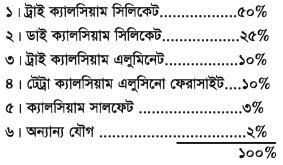 ১। ট্রাই ক্যালসিয়াম সিলিকেট..................৫০%
২। ডাই ক্যালসিয়াম সিলিকেট..................২৫%
৩। ট্রাই ক্যালসিয়াম এলুমিনেট..................১০%
৪। টেট্রা ক্যালসিয়াম এলুসিনো ফেরাসাইট.....১০%
৫। ক্যালসিয়াম সালফেট ..........................৩%
৬। অন্যান্য যৌগ ....................................২%
১০০%